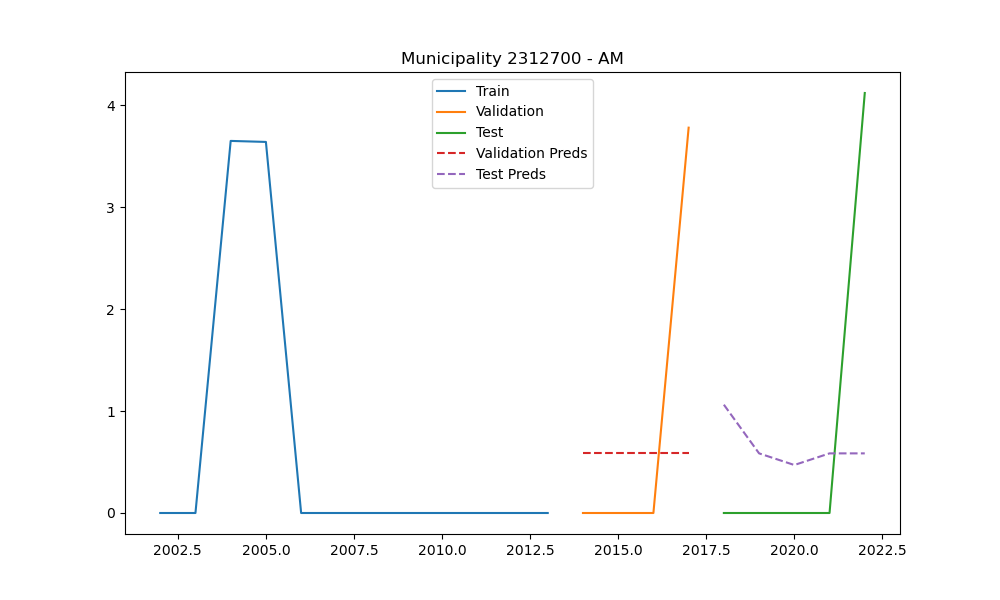 Municipality 2312700 - AM
Train
Validation
Test
Validation Preds
Test Preds
4
3
2
1
0
2002.5 2005.0 2007.5 2010.0 2012.5 2015.0 2017.5 2020.0 2022.5